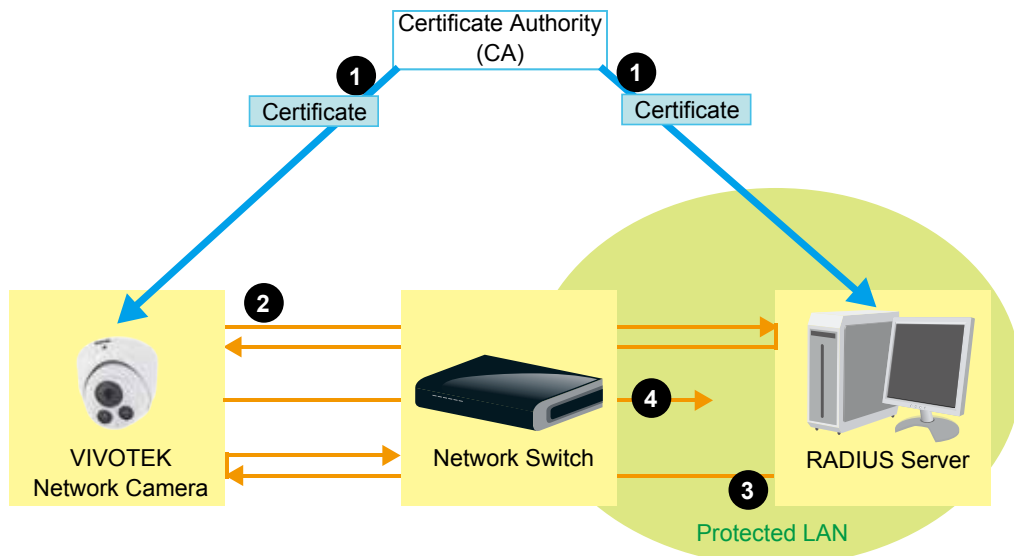 Certificate Authority
(CA)
1
1
Certificate
Certificate
2
4
VIVOTEK
Network Camera
Network Switch
RADIUS Server
3
Protected LAN